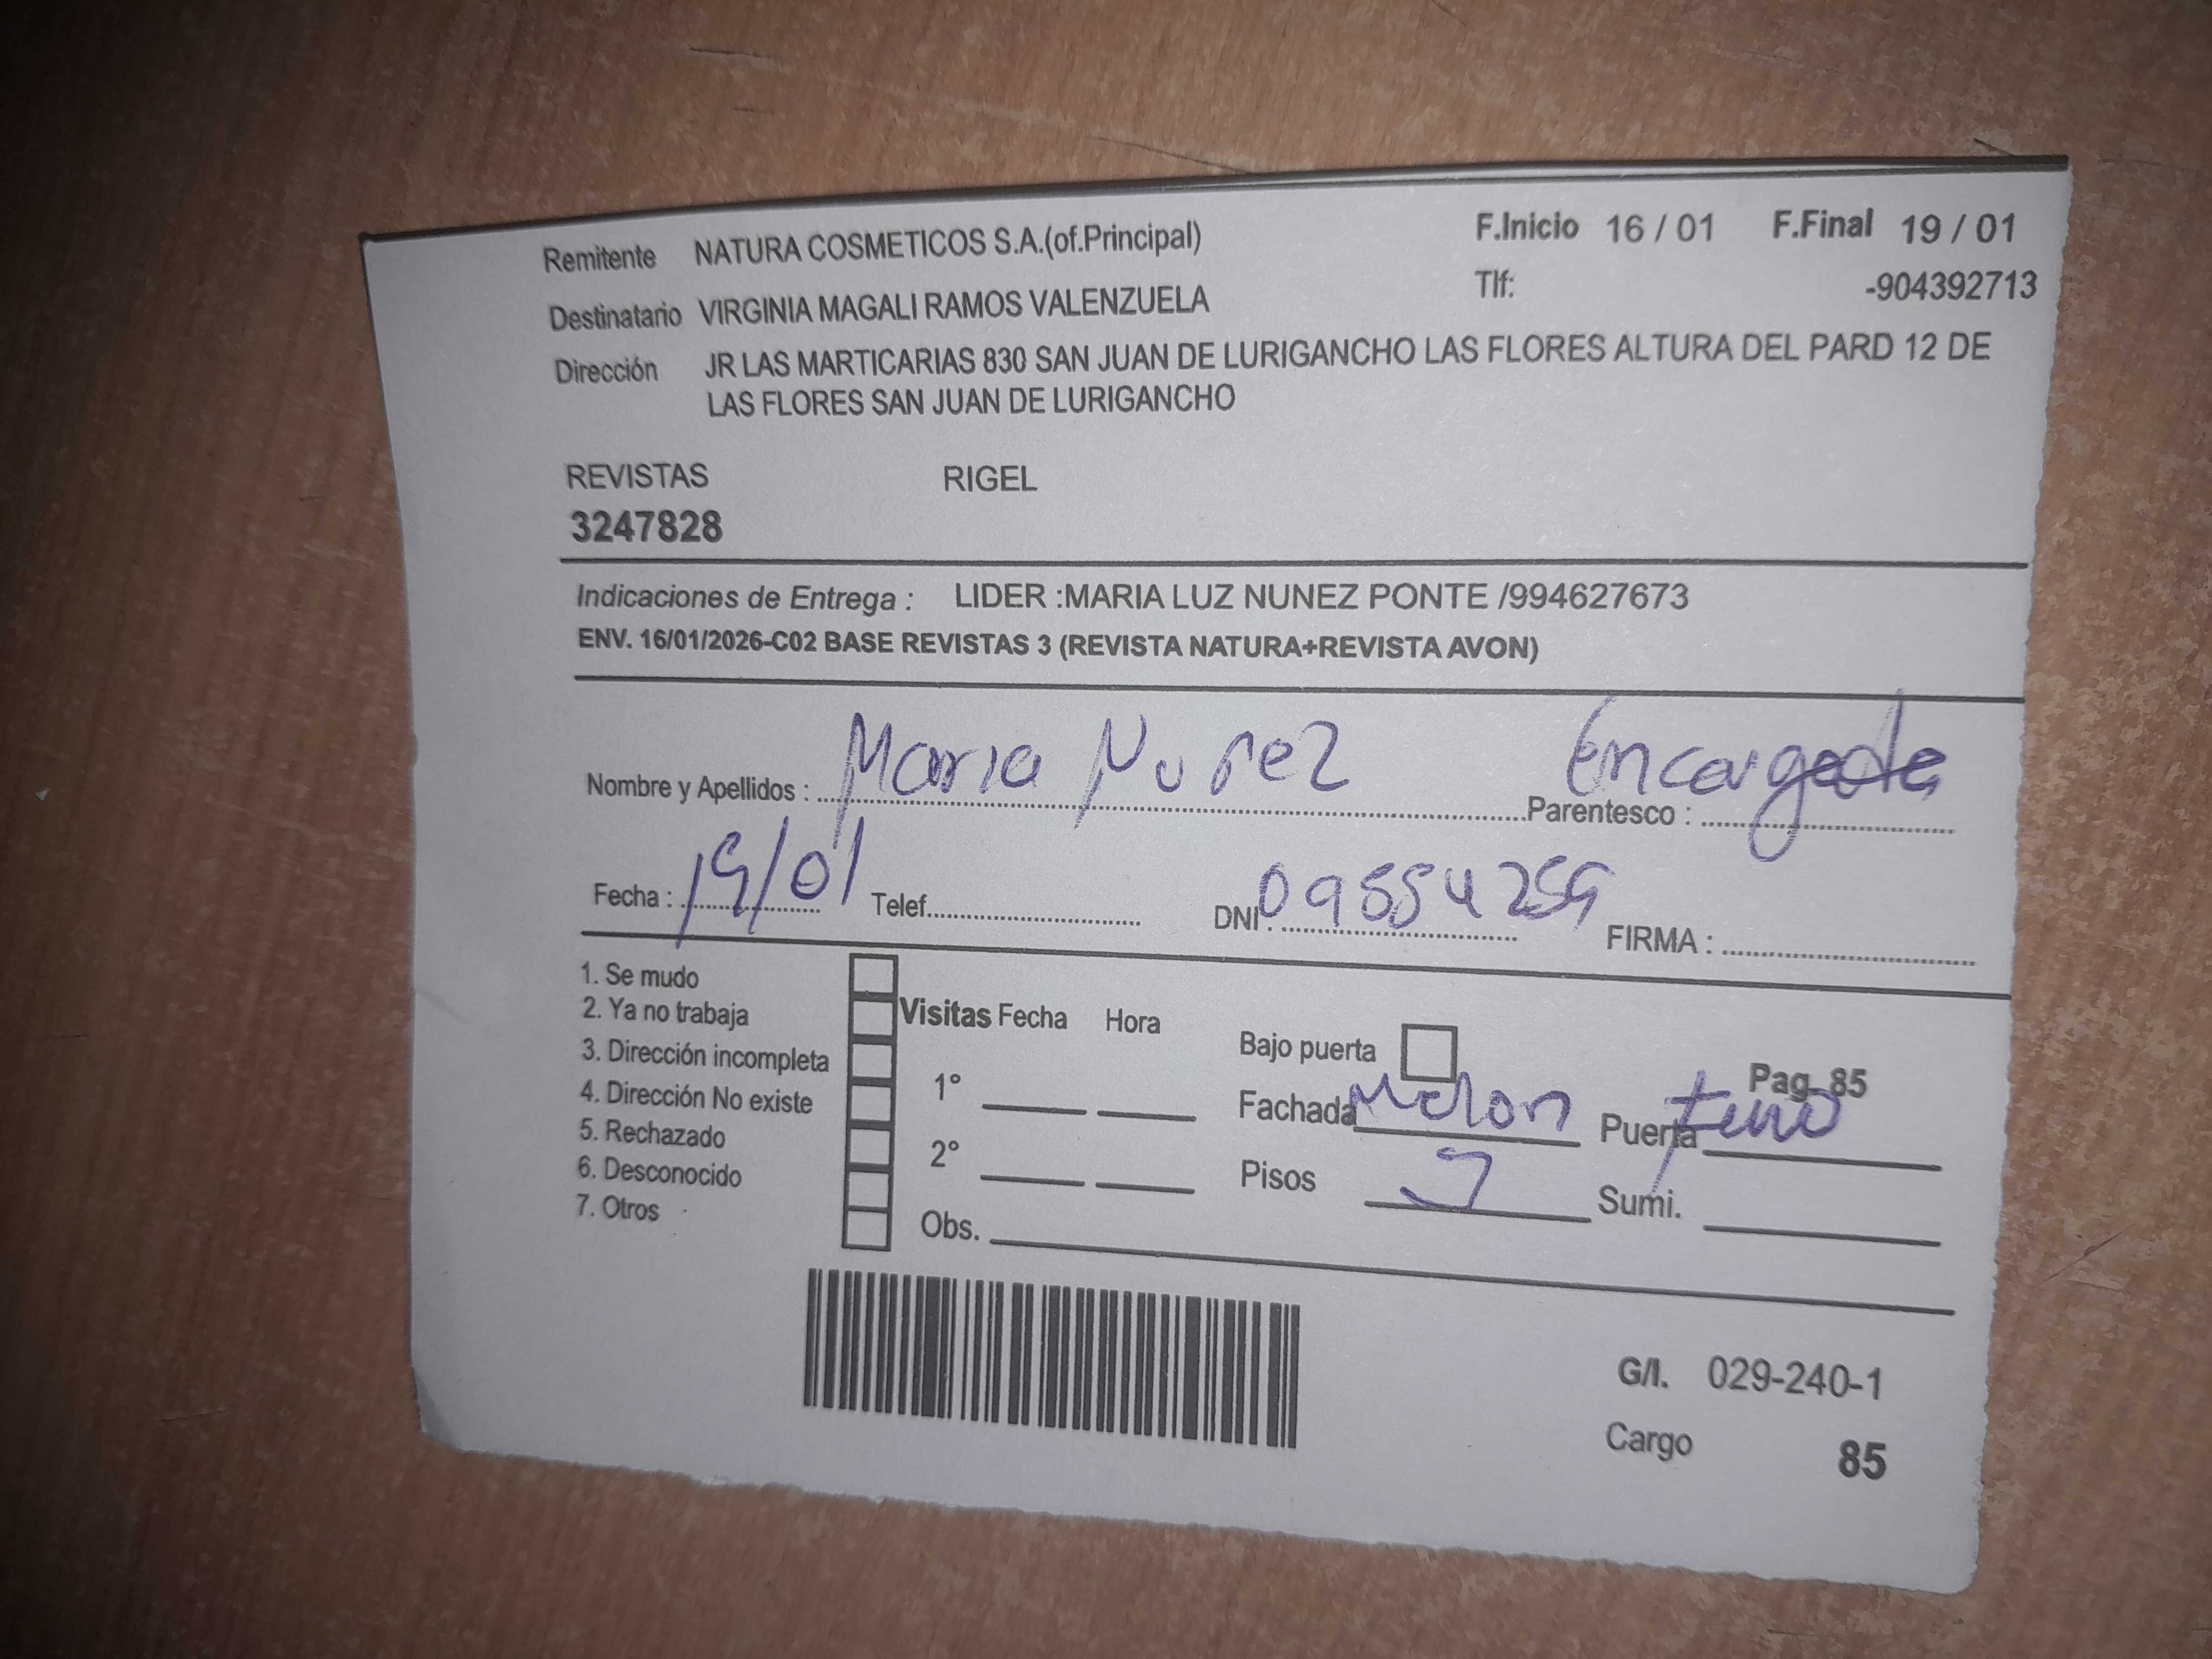 Remitente NATURA COSMETICOS S.A.(of.Principal) F.Inicio 16 / 01 F.Final 19 / 01
Destinatario VIRGINIA MAGALI RAMOS VALENZUELA Tlf: -904392713
Dirección JR LAS MARTICARIAS 830 SAN JUAN DE LURIGANCHO LAS FLORES ALTURA DEL PARD 12 DE
LAS FLORES SAN JUAN DE LURIGANCHO
REVISTAS RIGEL
3247828
Indicaciones de Entrega : LIDER :MARIA LUZ NUNEZ PONTE /994627673
ENV. 16/01/2026-C02 BASE REVISTAS 3 (REVISTA NATURA+REVISTA AVON)
Nombre y Apellidos : Maria Nuñez Parentesco : Encargada
Fecha : 19/01 Telef. DNI. FIRMA :
1. Se mudo
2. Ya no trabaja Visitas Fecha Hora
3. Dirección incompleta Bajo puerta
4. Dirección No existe 1° Pag. 85
5. Rechazado Fachada Melon Puerta
6. Desconocido 2° Pisos Sumi.
7. Otros Obs.
G/I. 029-240-1
Cargo 85